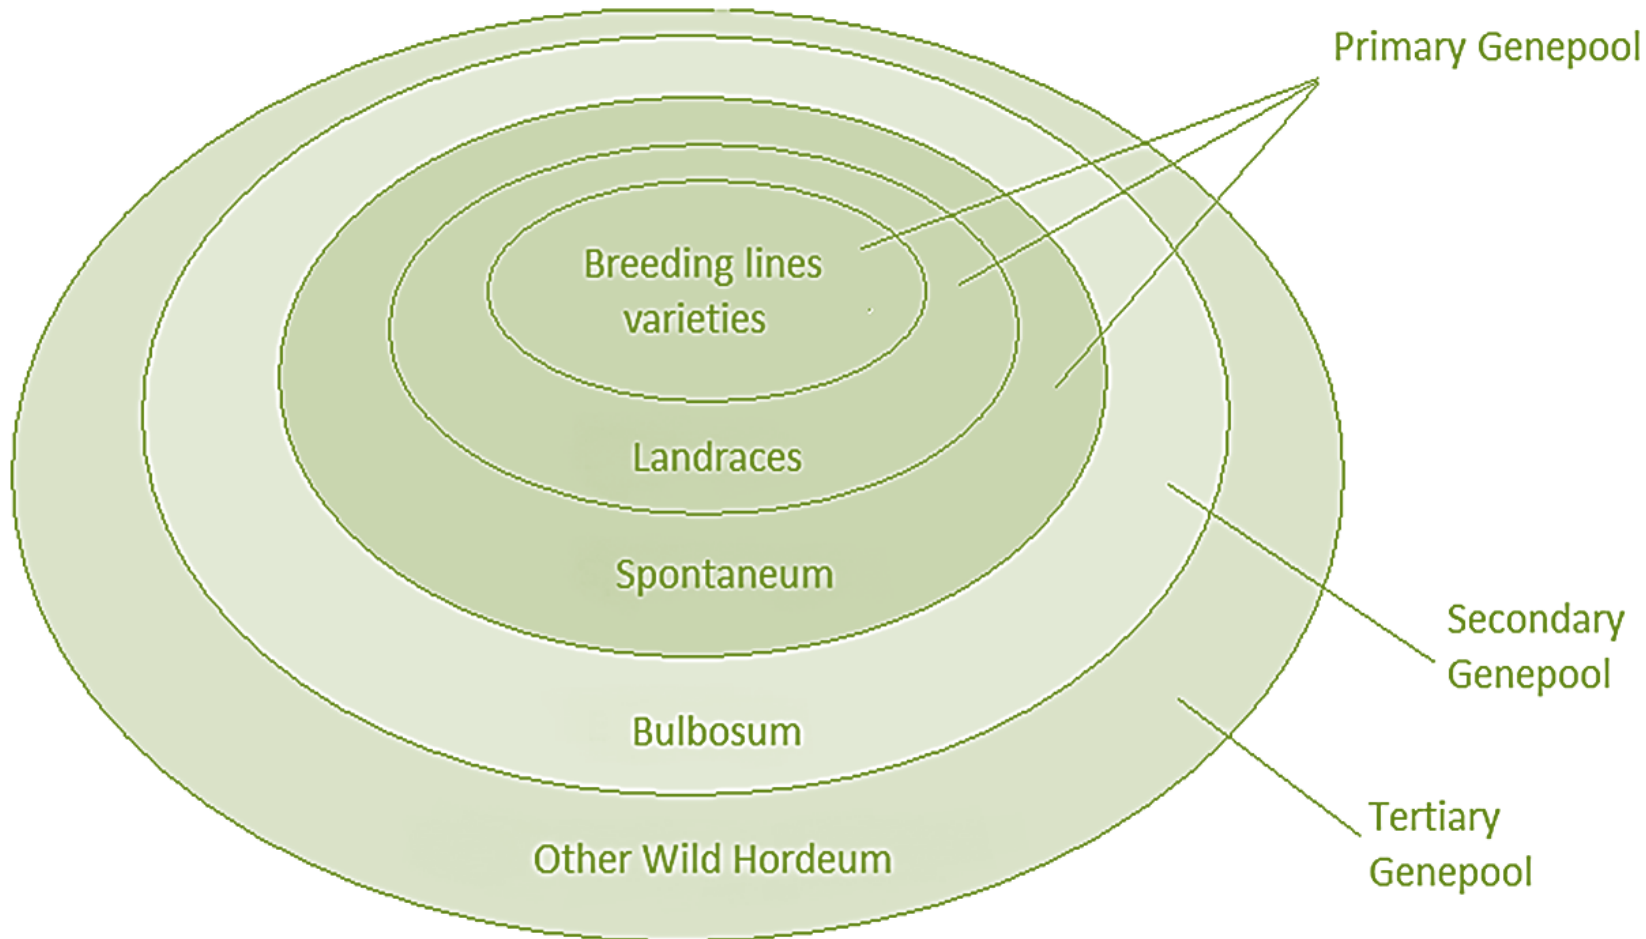 Primary Genepool
Breeding lines
varieties
Landraces
Spontaneum
Secondary
Genepool
Bulbosum
Tertiary
Genepool
Other Wild Hordeum